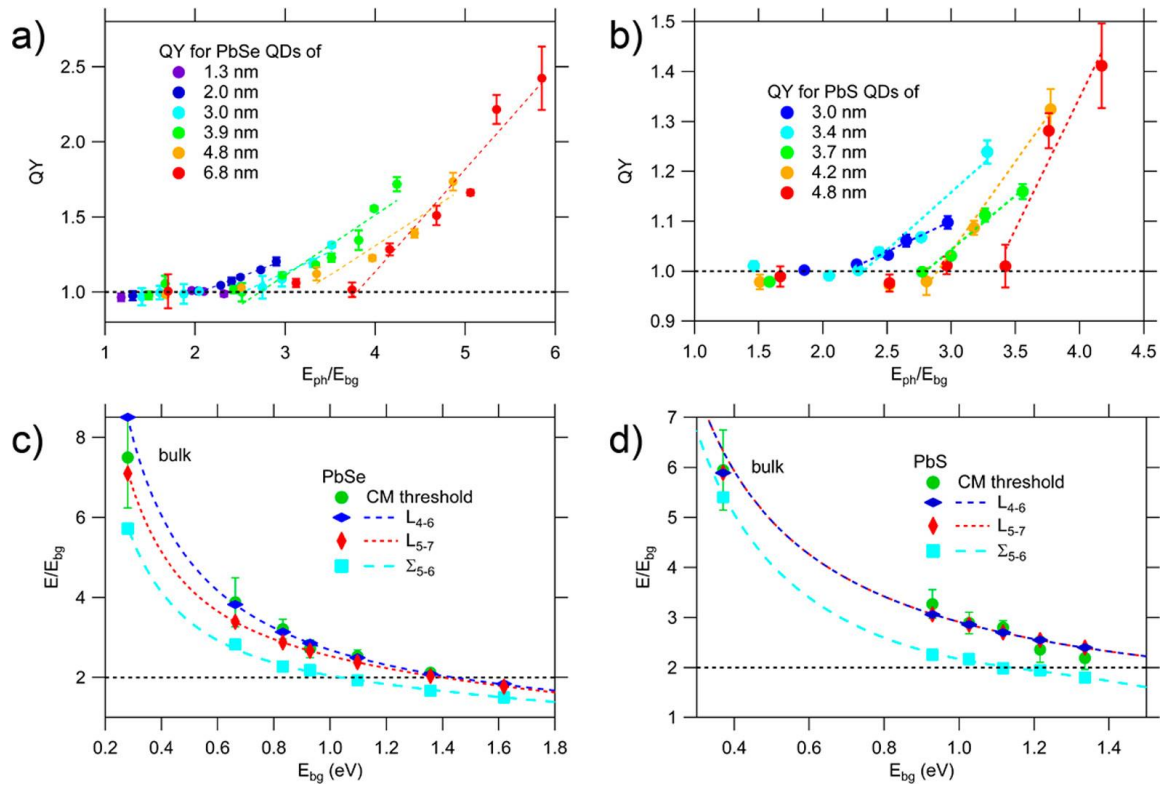 a)
QY for PbSe QDs of
1.3 nm
2.0 nm
3.0 nm
3.9 nm
4.8 nm
6.8 nm
QY
2.5
2.0
1.5
1.0
1 2 3 4 5 6
Eph/Ebg
b)
QY for PbS QDs of
3.0 nm
3.4 nm
3.7 nm
4.2 nm
4.8 nm
QY
1.5
1.4
1.3
1.2
1.1
1.0
0.9
1.0 1.5 2.0 2.5 3.0 3.5 4.0 4.5
Eph/Ebg
c)
bulk
PbSe
CM threshold
L4-6
L5-7
Σ5-6
E/Ebg
8
6
4
2
0.2 0.4 0.6 0.8 1.0 1.2 1.4 1.6 1.8
Ebg (eV)
d)
bulk
PbS
CM threshold
L4-6
L5-7
Σ5-6
E/Ebg
7
6
5
4
3
2
1
0.4 0.6 0.8 1.0 1.2 1.4
Ebg (eV)